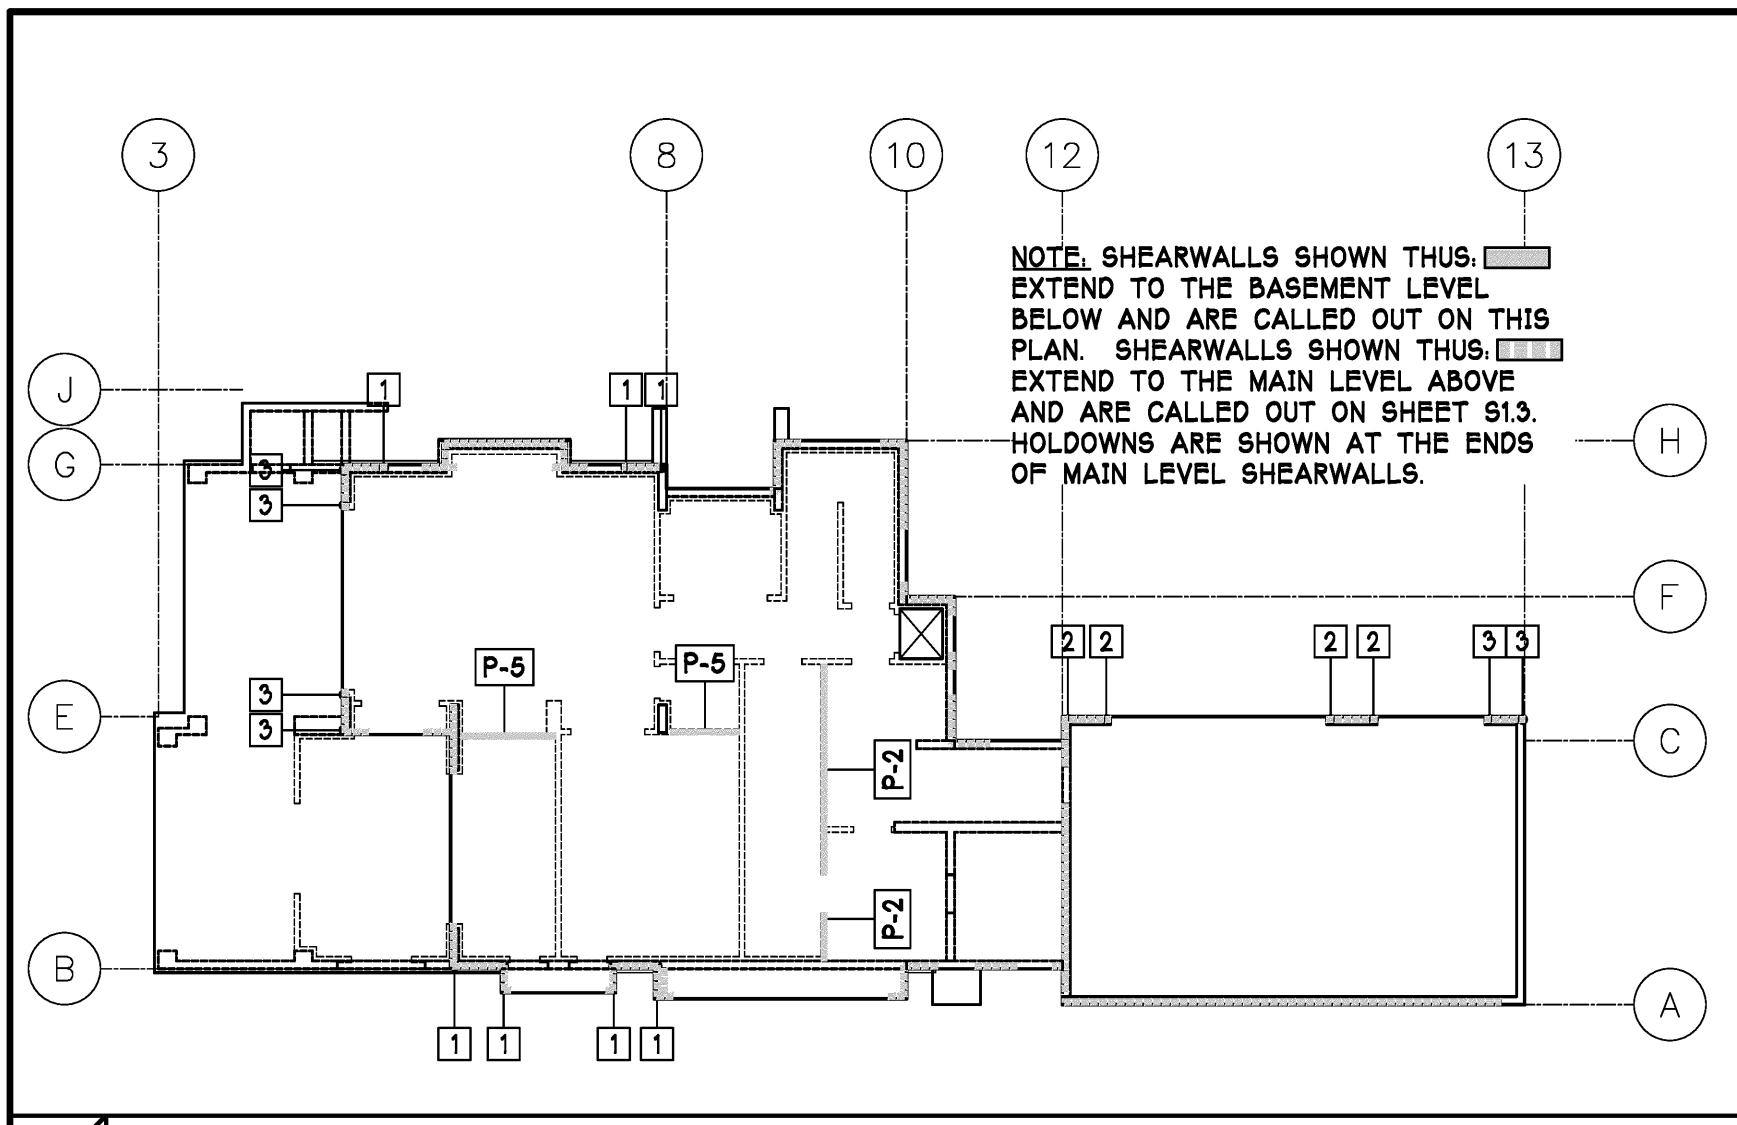 3 8 10 12 13
NOTE: SHEARWALLS SHOWN THUS:
EXTEND TO THE BASEMENT LEVEL
BELOW AND ARE CALLED OUT ON THIS
PLAN. SHEARWALLS SHOWN THUS:
EXTEND TO THE MAIN LEVEL ABOVE
AND ARE CALLED OUT ON SHEET S1.3.
HOLDOWNS ARE SHOWN AT THE ENDS
OF MAIN LEVEL SHEARWALLS.
J 1 1 1
H
G 3
3
F
2 2 2 2 3 3
P-5 P-5
3
E 3
C
P-2
P-2
B
A
1 1 1 1